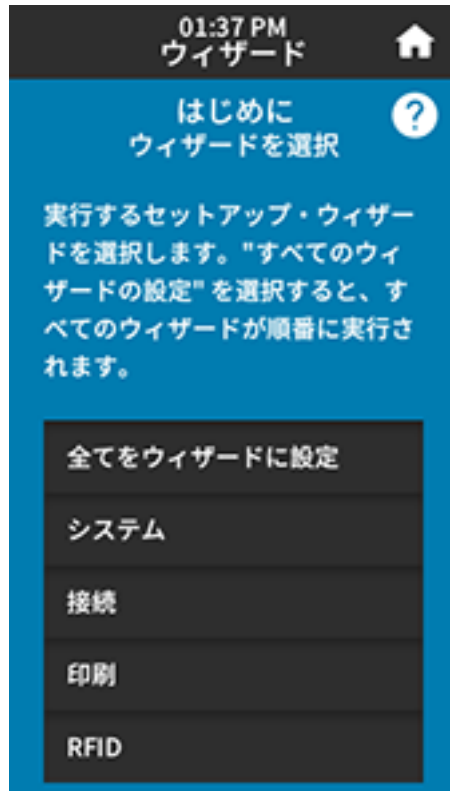 01:37 PM
ウィザード
はじめに
ウィザードを選択
?
実行するセットアップ・ウィザー
ドを選択します。"すべてのウィ
ザードの設定" を選択すると、す
べてのウィザードが順番に実行さ
れます。
全てをウィザードに設定
システム
接続
印刷
RFID